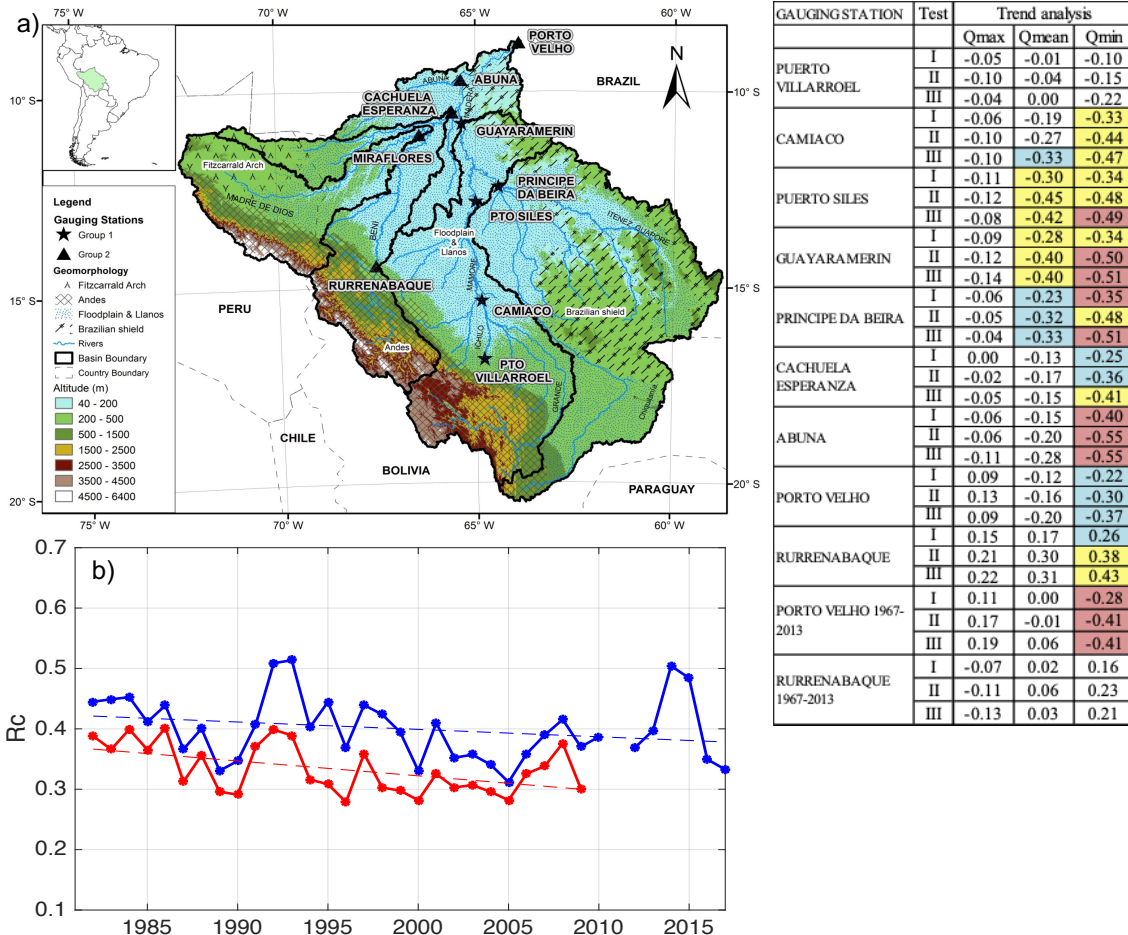 a)
75° W
70° W
65° W
60° W
10° S
15° S
20° S
10° S
15° S
20° S
75° W
70° W
65° W
60° W
N
PORTO
VELHO
ABUNA
ABUNA
MADERA
BRAZIL
CACHUELA
ESPERANZA
GUAYARAMERIN
MIRAFLORES
Fitzcarrald Arch
PRINCIPE
DA BEIRA
PTO SILES
MADRE DE DIOS
BENI
ITENEZ-GUAPORE
Floodplain
&
Llanos
MAMORE
RURRENABAQUE
PERU
CAMIACO
Brazilian shield
ICHILO
Andes
PTO
VILLARROEL
GRANDE
Chiquitania
CHILE
BOLIVIA
PARAGUAY
Legend
Gauging Stations
Group 1
Group 2
Geomorphology
Fitzcarrald Arch
Andes
Floodplain & Llanos
Brazilian shield
Rivers
Basin Boundary
Country Boundary
Altitude (m)
40 - 200
200 - 500
500 - 1500
1500 - 2500
2500 - 3500
3500 - 4500
4500 - 6400
b)
Rc
0.7
0.6
0.5
0.4
0.3
0.2
0.1
1985 1990 1995 2000 2005 2010 2015
GAUGING STATION Test Trend analysis
Qmax Qmean Qmin
PUERTO
VILLARROEL
I -0.05 -0.01 -0.10
II -0.10 -0.04 -0.15
III -0.04 0.00 -0.22
CAMIACO
I -0.06 -0.19 -0.33
II -0.10 -0.27 -0.44
III -0.10 -0.33 -0.47
PUERTO SILES
I -0.11 -0.30 -0.34
II -0.12 -0.45 -0.48
III -0.08 -0.42 -0.49
GUAYARAMERIN
I -0.09 -0.28 -0.34
II -0.12 -0.40 -0.50
III -0.14 -0.40 -0.51
PRINCIPE DA BEIRA
I -0.06 -0.23 -0.35
II -0.05 -0.32 -0.48
III -0.04 -0.33 -0.51
CACHUELA
ESPERANZA
I 0.00 -0.13 -0.25
II -0.02 -0.17 -0.36
III -0.05 -0.15 -0.41
ABUNA
I -0.06 -0.15 -0.40
II -0.06 -0.20 -0.55
III -0.11 -0.28 -0.55
PORTO VELHO
I 0.09 -0.12 -0.22
II 0.13 -0.16 -0.30
III 0.09 -0.20 -0.37
RURRENABAQUE
I 0.15 0.17 0.26
II 0.21 0.30 0.38
III 0.22 0.31 0.43
PORTO VELHO 1967-
2013
I 0.11 0.00 -0.28
II 0.17 -0.01 -0.41
III 0.19 0.06 -0.41
RURRENABAQUE
1967-2013
I -0.07 0.02 0.16
II -0.11 0.06 0.23
III -0.13 0.03 0.21